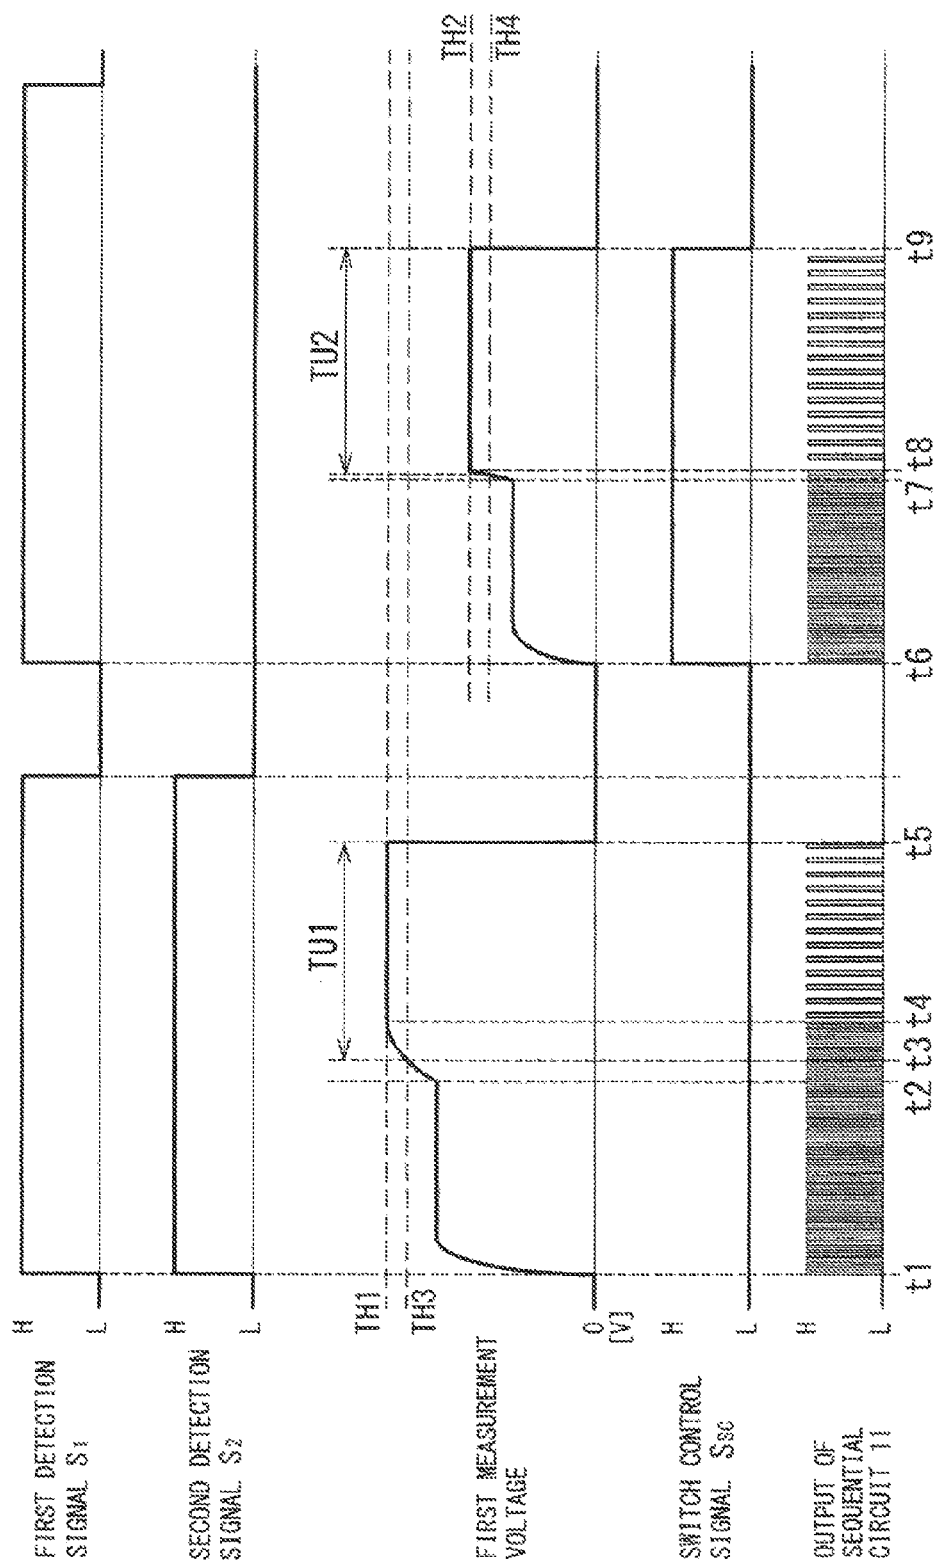 FIRST DETECTION
SIGNAL S1
H
L
SECOND DETECTION
SIGNAL S2
H
L
TU1
TU2
TH1
TH3
TH2
TH4
FIRST MEASUREMENT
VOLTAGE
0
[V]
SWITCH CONTROL
SIGNAL SSC
H
L
OUTPUT OF
SEQUENTIAL
CIRCUIT 11
H
L
t1
t2
t3
t4
t5
t6
t7
t8
t9